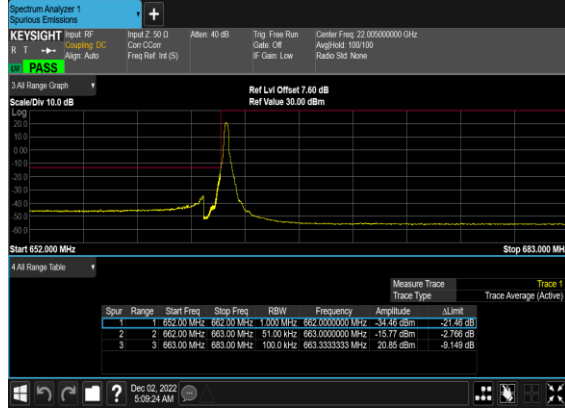 Spectrum Analyzer 1
Spurious Emissions
+
KEYSIGHT Input: RF Input Z: 50 Ω Atten: 40 dB Trig: Free Run Center Freq: 22.005000000 GHz
R T Coupling: DC Corr CCorr Gate: Off Avg|Hold: 100/100
Align: Auto Freq Ref: Int (S) IF Gain: Low Radio Std: None
PASS
3 All Range Graph
Ref Lvl Offset 7.60 dB
Scale/Div 10.0 dB Ref Value 30.00 dBm
Log
20.0
10.0
0.00
-10.0
-20.0
-30.0
-40.0
-50.0
-60.0
Start 652.000 MHz Stop 683.000 MH
4 All Range Table
Measure Trace Trace 1
Trace Type Trace Average (Active)
Spur Range Start Freq Stop Freq RBW Frequency Amplitude ΔLimit
1 1 652.00 MHz 662.00 MHz 1.000 MHz 662.0000000 MHz -34.46 dBm -21.46 dB
2 2 662.00 MHz 663.00 MHz 51.00 kHz 663.0000000 MHz -15.77 dBm -2.766 dB
3 3 663.00 MHz 683.00 MHz 100.0 kHz 663.3333333 MHz 20.85 dBm -9.149 dB
? Dec 02, 2022
5:09:24 AM